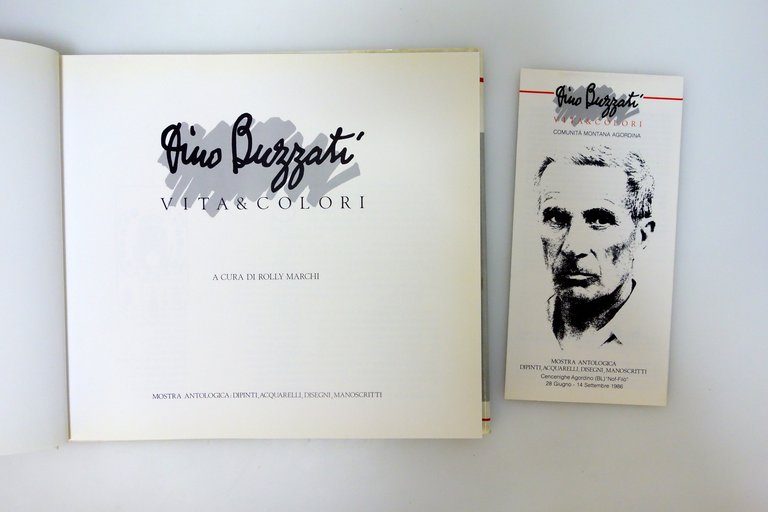 Dino Buzzati
VITA&COLORI
A CURA DI ROLLY MARCHI
MOSTRA ANTOLOGICA: DIPINTI, ACQUARELLI, DISEGNI, MANOSCRITTI
Dino Buzzati
VITA&COLORI
COMUNITÀ MONTANA AGORDINA
MOSTRA ANTOLOGICA
DIPINTI, ACQUARELLI, DISEGNI, MANOSCRITTI
Cencenighe Agordino (BL) "Nof-Filò"
28 Giugno - 14 Settembre 1986